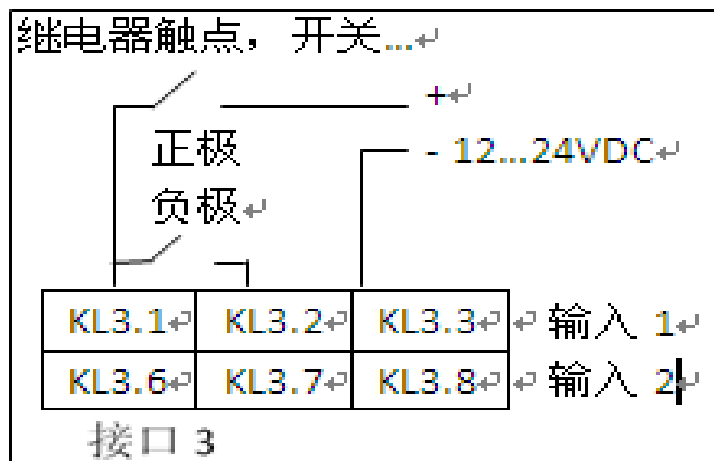 继电器触点，开关...
+
正极
- 12...24VDC
负极
KL3.1 KL3.2 KL3.3 输入 1
KL3.6 KL3.7 KL3.8 输入 2
接口 3